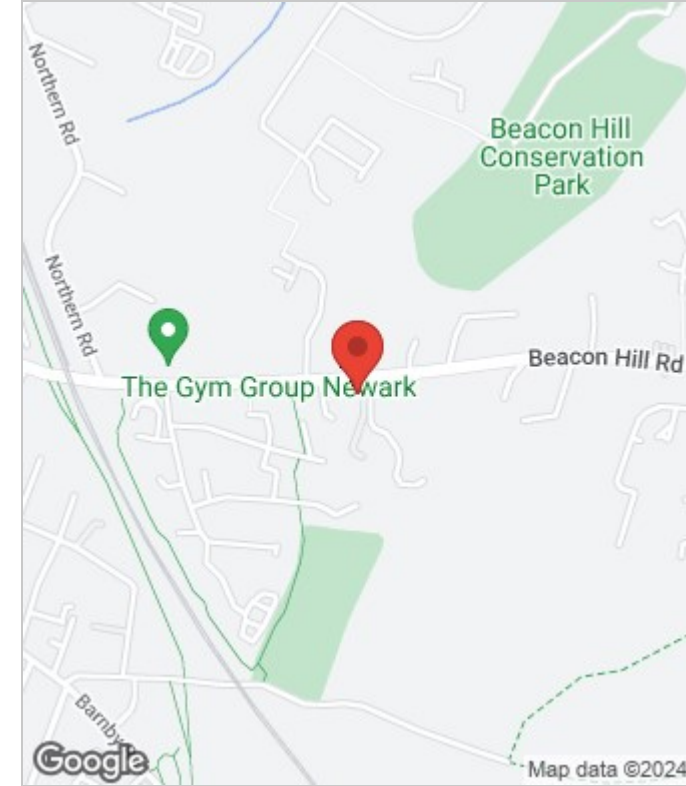 Northern Rd
Beacon Hill
Conservation
Park
Northern Rd
Beacon Hill Rd
The Gym Group Newark
Barnby
Google
Map data ©2024